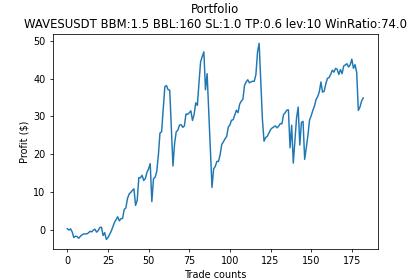 Portfolio
WAVESUSDT BBM:1.5 BBL:160 SL:1.0 TP:0.6 lev:10 WinRatio:74.0
Profit ($)
50
40
30
20
10
0
0 25 50 75 100 125 150 175
Trade counts